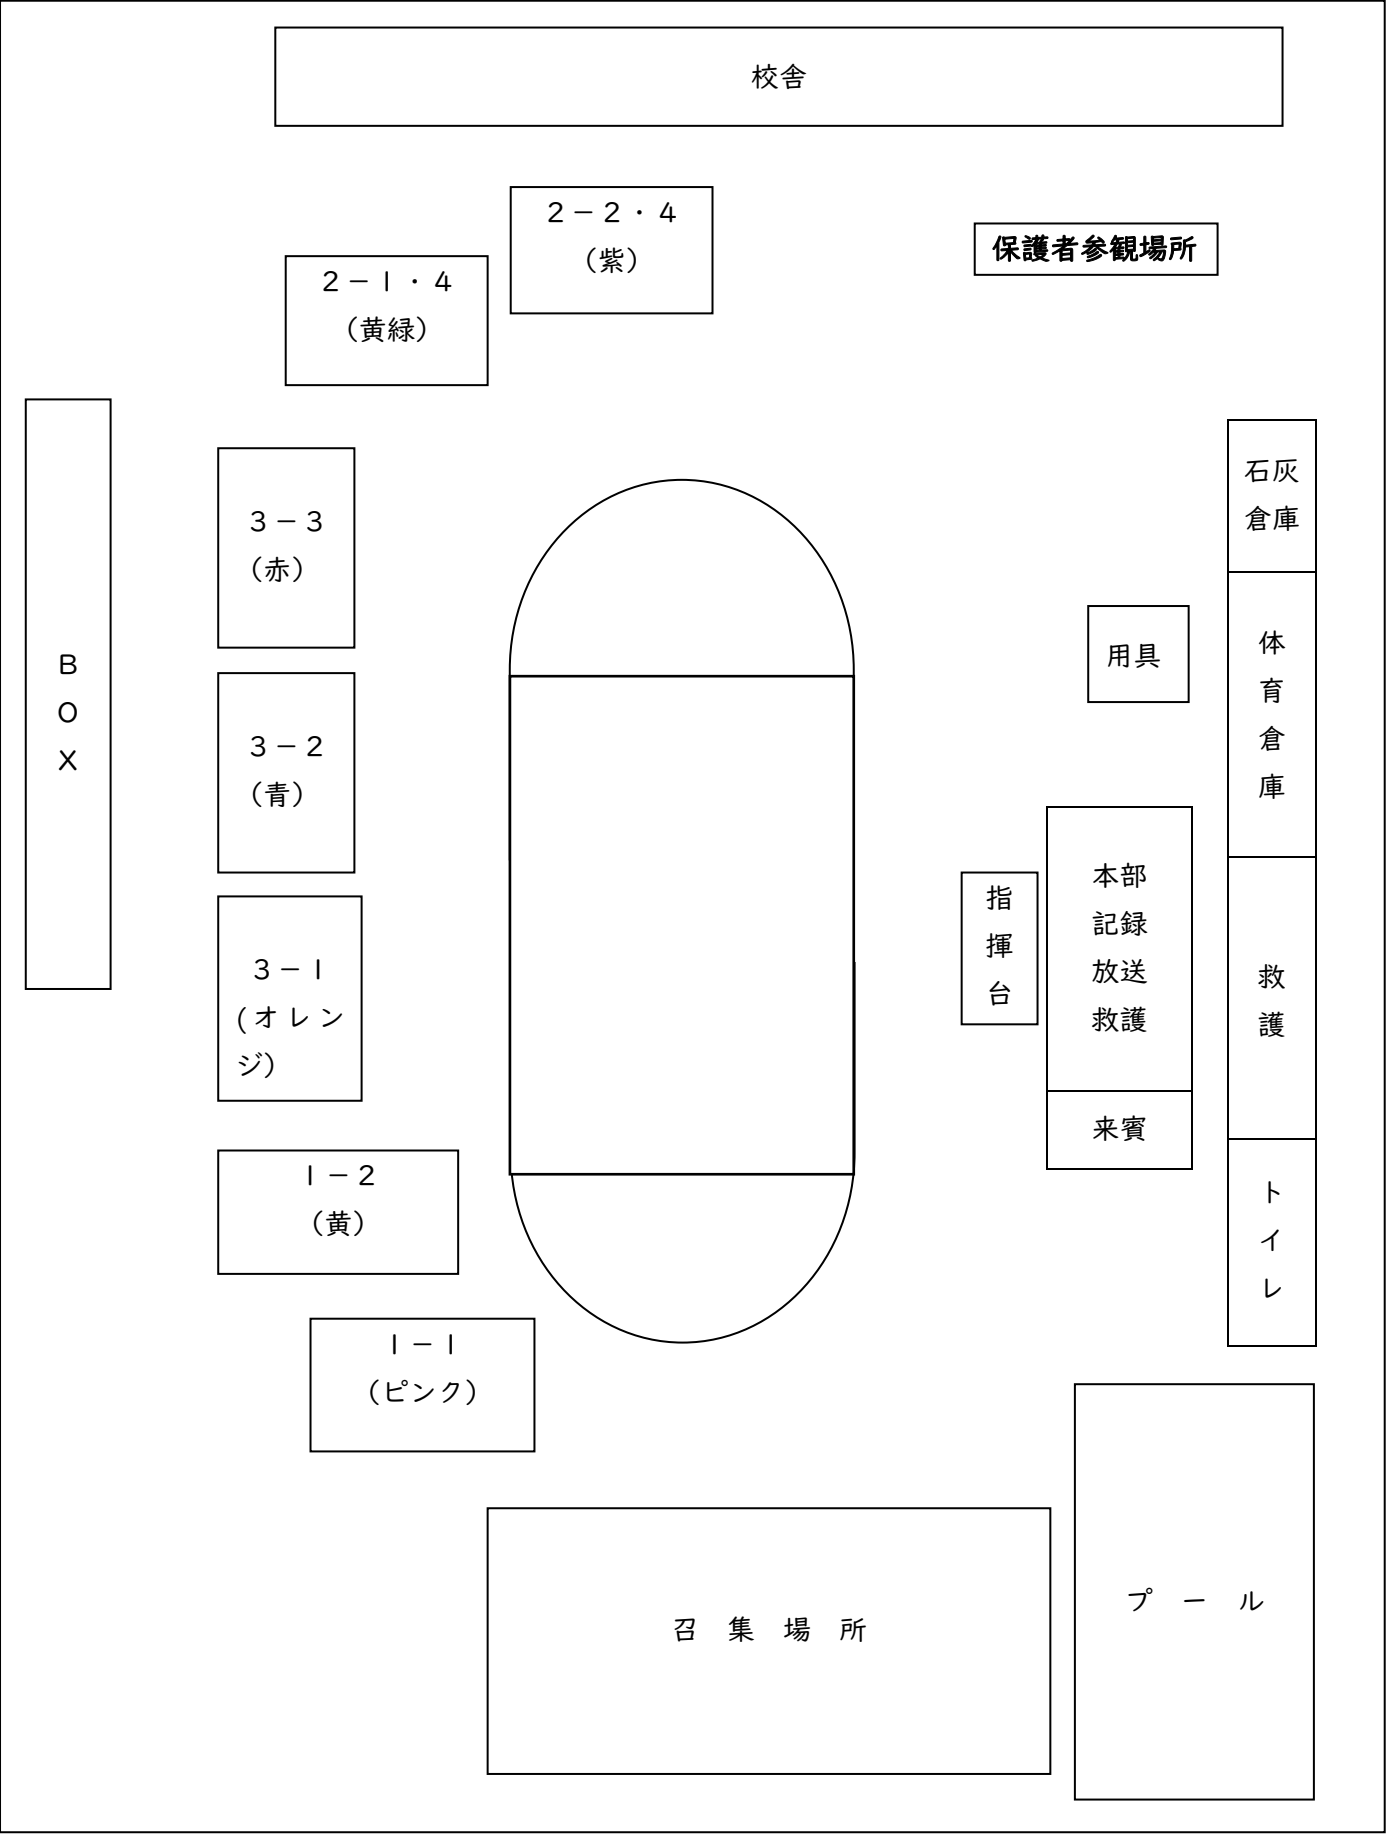 校舎
２－２・４
（紫）
保護者参観場所
２－１・４
（黄緑）
石灰
倉庫
３－３
（赤）
体
育
倉
庫
用具
Ｂ
Ｏ
Ｘ
３－２
（青）
本部
記録
放送
救護
指
揮
台
救
護
３－１
(オレン
ジ）
来賓
１－２
（黄）
ト
イ
レ
１－１
（ピンク）
プ　ー　ル
召　集　場　所